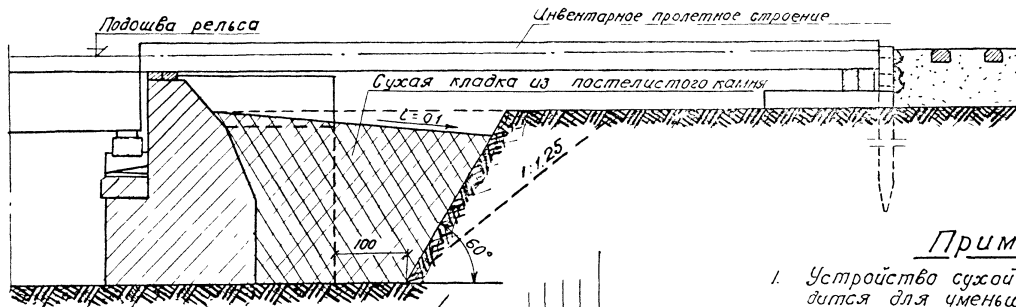 Подошва рельса
Инвентарное пролетное строение
Сухая кладка из постелистого камня
i=0.1
1:1.25
100
60°
Прим
1. Устройство сухой
дится для уменьш